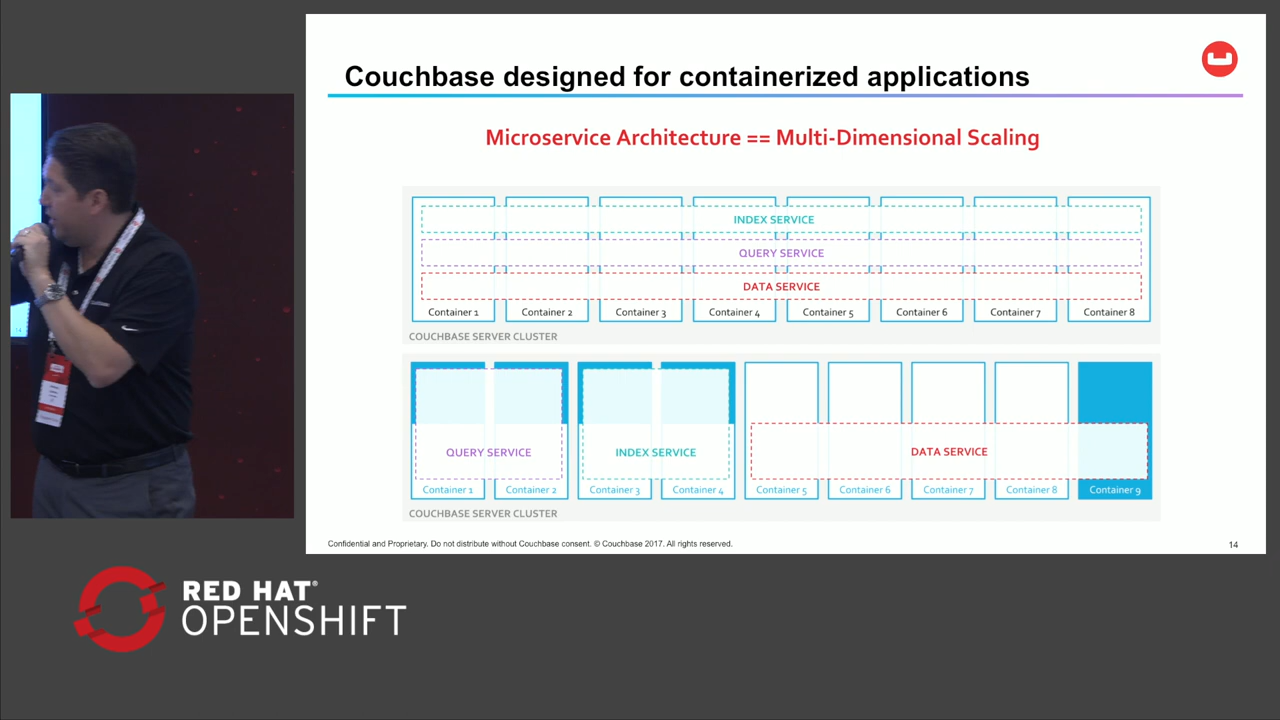 Couchbase designed for containerized applications
Microservice Architecture == Multi-Dimensional Scaling
INDEX SERVICE
QUERY SERVICE
DATA SERVICE
Container 1 Container 2 Container 3 Container 4 Container 5 Container 6 Container 7 Container 8
COUCHBASE SERVER CLUSTER
QUERY SERVICE INDEX SERVICE DATA SERVICE
Container 1 Container 2 Container 3 Container 4 Container 5 Container 6 Container 7 Container 8 Container 9
COUCHBASE SERVER CLUSTER
Confidential and Proprietary. Do not distribute without Couchbase consent. © Couchbase 2017. All rights reserved. 14
RED HAT®
OPENSHIFT